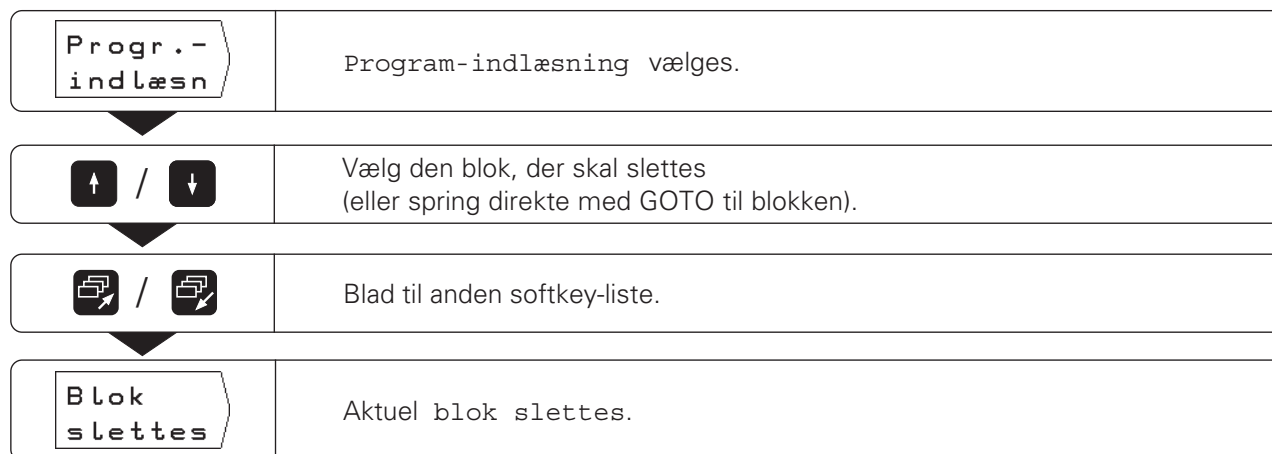 Progr.-
indlæsn
Program-indlæsning vælges.
/
Vælg den blok, der skal slettes
(eller spring direkte med GOTO til blokken).
/
Blad til anden softkey-liste.
Blok
slettes
Aktuel blok slettes.